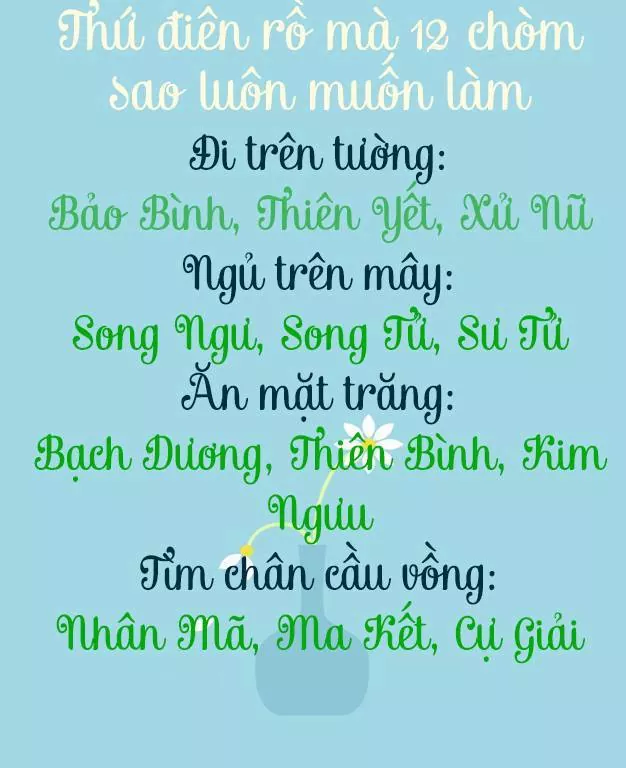 Thứ điên rồ mà 12 chòm
sao luôn muốn làm
Đi trên tường:
Bảo Bình, Thiên Yết, Xử Nữ
Ngủ trên mây:
Song Ngư, Song Tử, Sư Tử
Ăn mặt trăng:
Bạch Dương, Thiên Bình, Kim
Ngưu
Tìm chân cầu vồng:
Nhân Mã, Ma Kết, Cự Giải